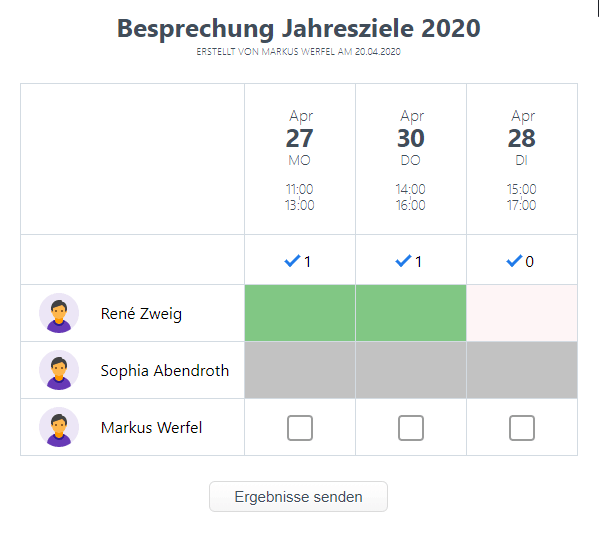 Besprechung Jahresziele 2020
ERSTELLT VON MARKUS WERFEL AM 20.04.2020
Apr
27
MO
11:00
13:00
Apr
30
DO
14:00
16:00
Apr
28
DI
15:00
17:00
1
1
0
René Zweig
Sophia Abendroth
Markus Werfel
Ergebnisse senden